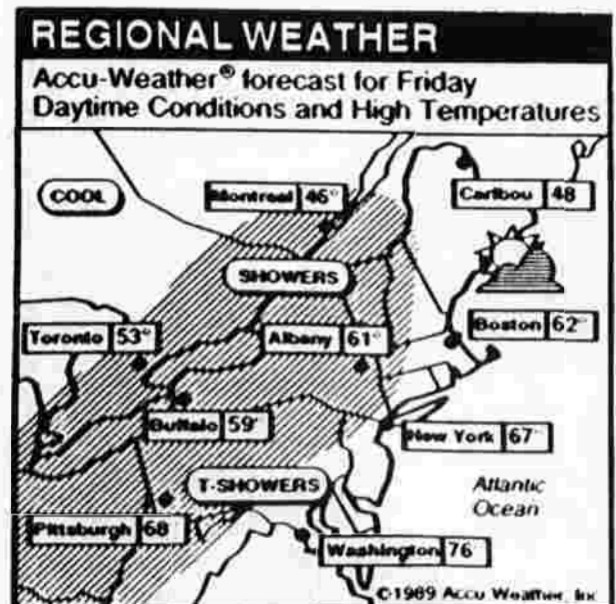 REGIONAL WEATHER
Accu-Weather® forecast for Friday
Daytime Conditions and High Temperatures
COOL
Montreal 46°
Caribou 48
SHOWERS
Toronto 53°
Albany 61°
Boston 62°
Buffalo 59°
New York 67°
T-SHOWERS
Atlantic
Ocean
Pittsburgh 68
Washington 76
©1989 Accu Weather, Inc